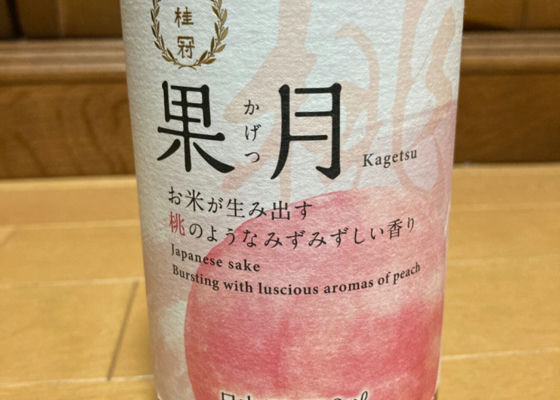 桂冠
果月
かげつ
Kagetsu
お米が生み出す
桃のようなみずみずしい香り
Japanese sake
Bursting with luscious aromas of peach
桃